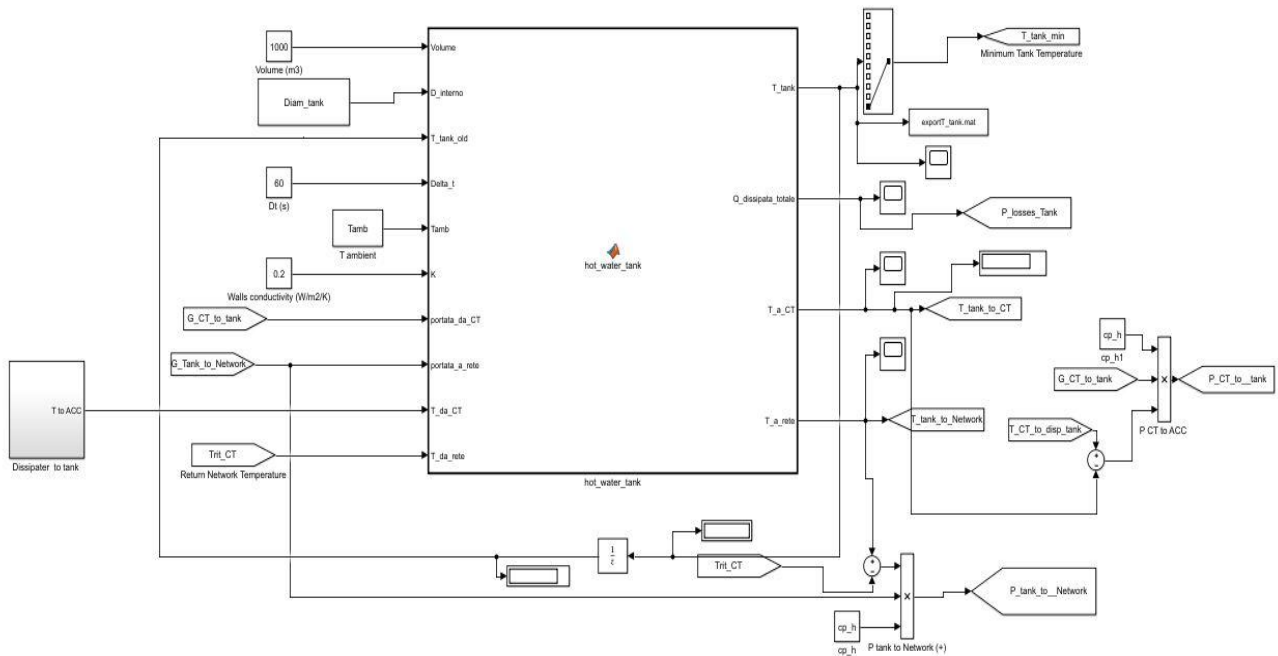 1000
Volume (m3)
Diam_tank
60
Dt (s)
Tamb
T ambient
0.2
Walls conductivity (W/m2/K)
G_CT_to_tank
G_Tank_to_Network
T to ACC
Dissipater to tank
Trit_CT
Return Network Temperature
Volume
D_interno
T_tank_old
Delta_t
Tamb
K
portata_da_CT
portata_a_rete
T_da_CT
T_da_rete
hot_water_tank
T_tank
Q_dissipata_totale
T_a_CT
T_a_rete
hot_water_tank
T_tank_min
Minimum Tank Temperature
exportT_tank.mat
P_losses_Tank
T_tank_to_CT
T_tank_to_Network
cp_h
cp_h1
G_CT_to_tank
T_CT_to_disp_tank
+
−
×
P CT to ACC
P_CT_to__tank
1
z
Trit_CT
+
−
cp_h
cp_h
×
P tank to Network (+)
P_tank_to__Network